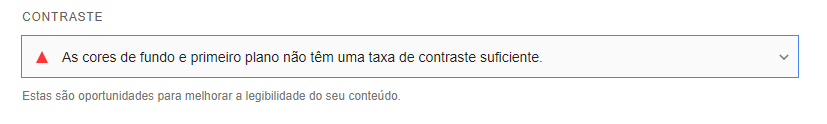 CONTRASTE
As cores de fundo e primeiro plano não têm uma taxa de contraste suficiente.
Estas são oportunidades para melhorar a legibilidade do seu conteúdo.